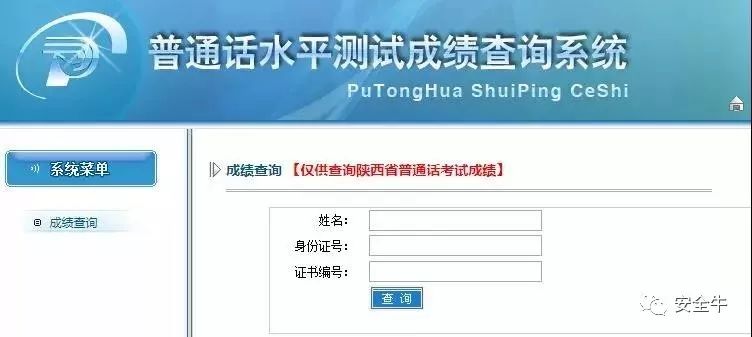 普通话水平测试成绩查询系统
PuTongHua ShuiPing CeShi
系统菜单
成绩查询
成绩查询 【仅供查询陕西省普通话考试成绩】
姓名：
身份证号：
证书编号：
查 询
安全牛